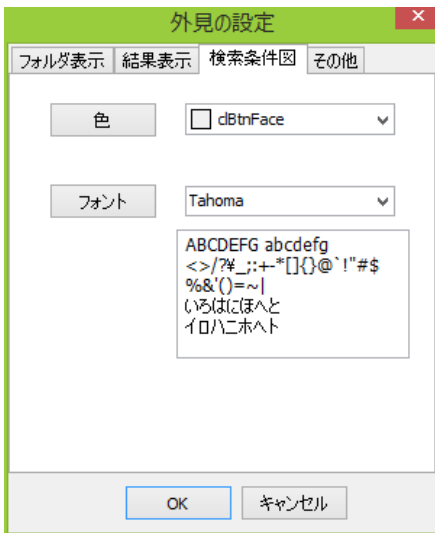 外見の設定
フォルダ表示 結果表示 検索条件図 その他
色 clBtnFace
フォント Tahoma
ABCDEFG abcdefg
<>/?¥_;:+-*[]{}@`!"#$
%&'()=~|
いろはにほへと
イロハニホヘト
OK キャンセル